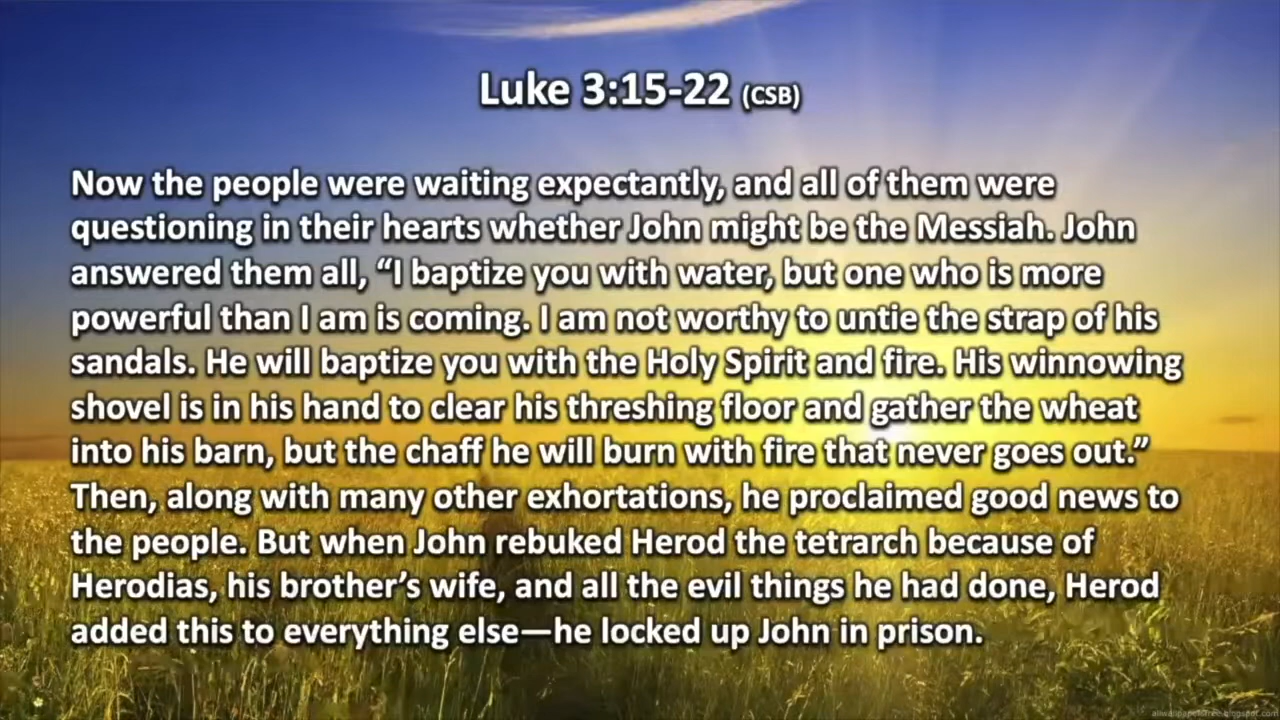 Luke 3:15-22 (CSB)
Now the people were waiting expectantly, and all of them were
questioning in their hearts whether John might be the Messiah. John
answered them all, “I baptize you with water, but one who is more
powerful than I am is coming. I am not worthy to untie the strap of his
sandals. He will baptize you with the Holy Spirit and fire. His winnowing
shovel is in his hand to clear his threshing floor and gather the wheat
into his barn, but the chaff he will burn with fire that never goes out.”
Then, along with many other exhortations, he proclaimed good news to
the people. But when John rebuked Herod the tetrarch because of
Herodias, his brother’s wife, and all the evil things he had done, Herod
added this to everything else—he locked up John in prison.